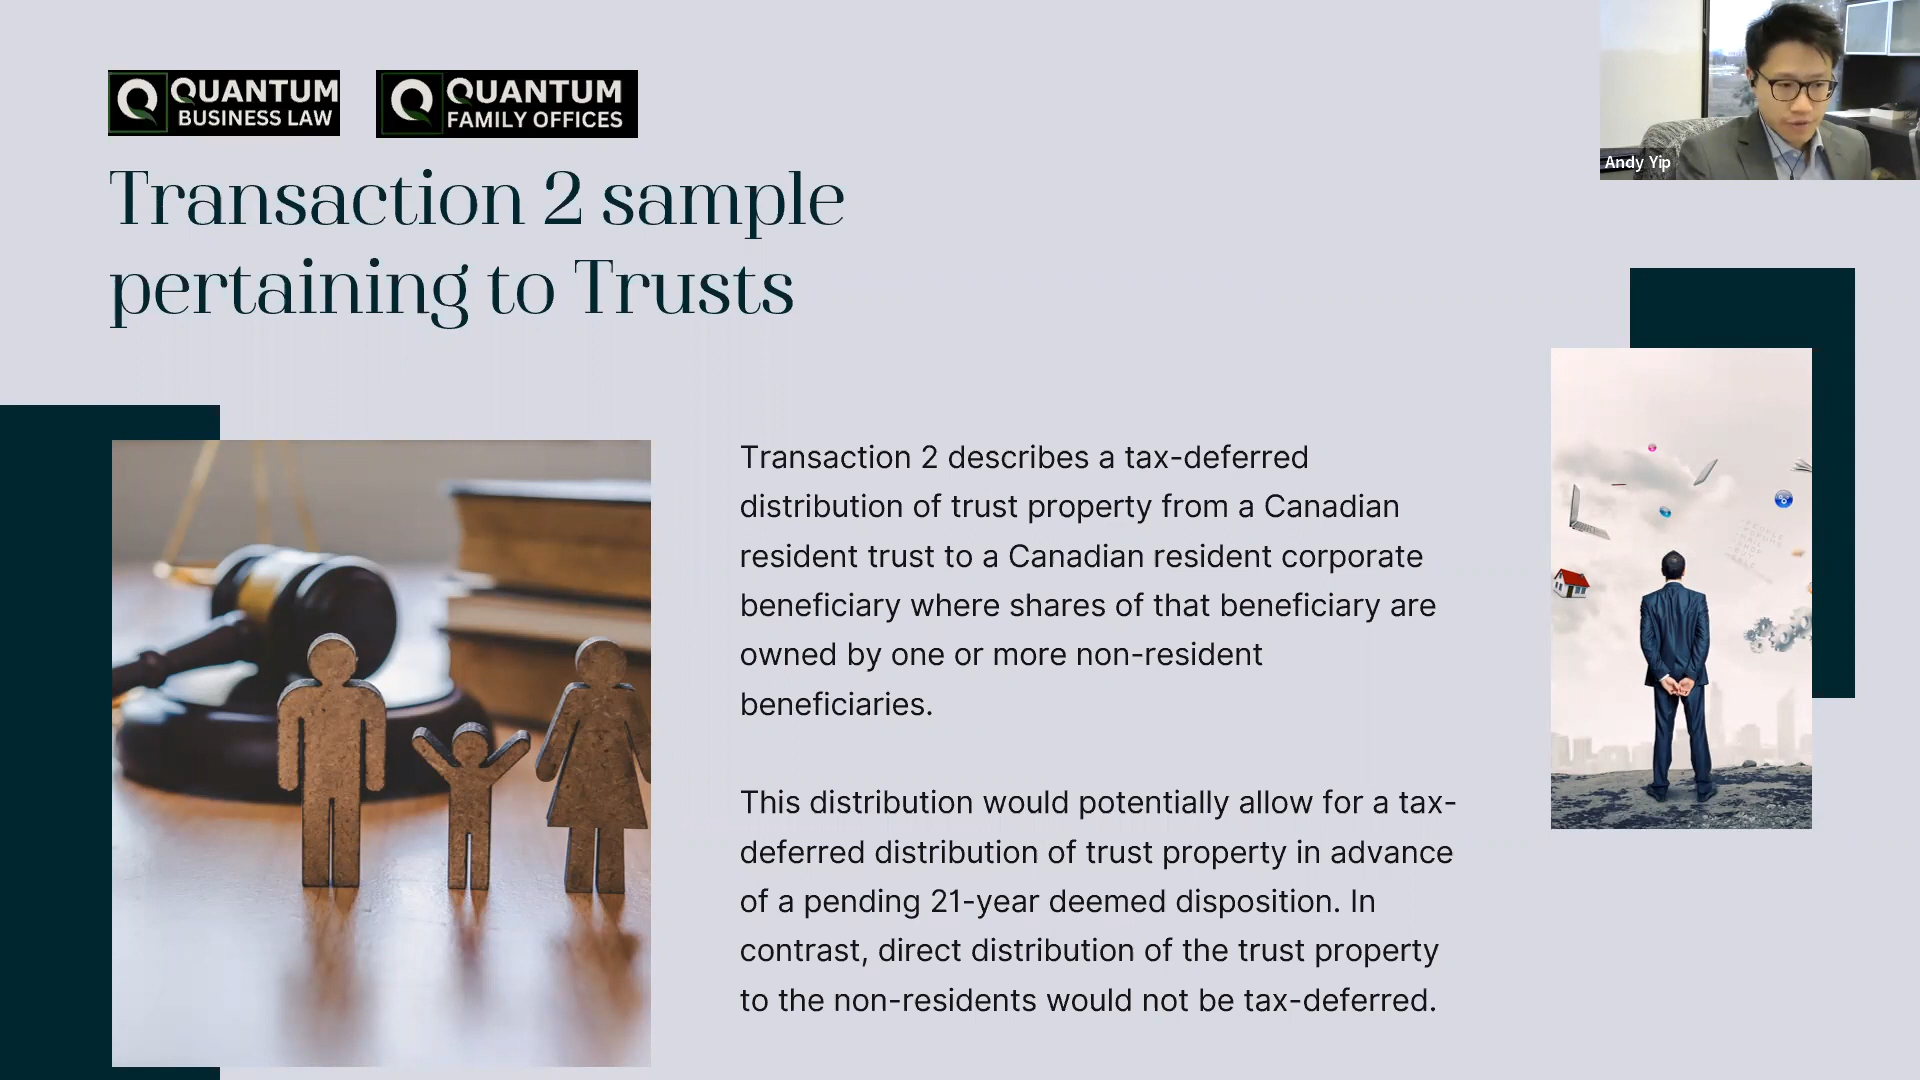 QUANTUM
BUSINESS LAW
QUANTUM
FAMILY OFFICES
Andy Yip
Transaction 2 sample
pertaining to Trusts
Transaction 2 describes a tax-deferred
distribution of trust property from a Canadian
resident trust to a Canadian resident corporate
beneficiary where shares of that beneficiary are
owned by one or more non-resident
beneficiaries.
This distribution would potentially allow for a tax-
deferred distribution of trust property in advance
of a pending 21-year deemed disposition. In
contrast, direct distribution of the trust property
to the non-residents would not be tax-deferred.